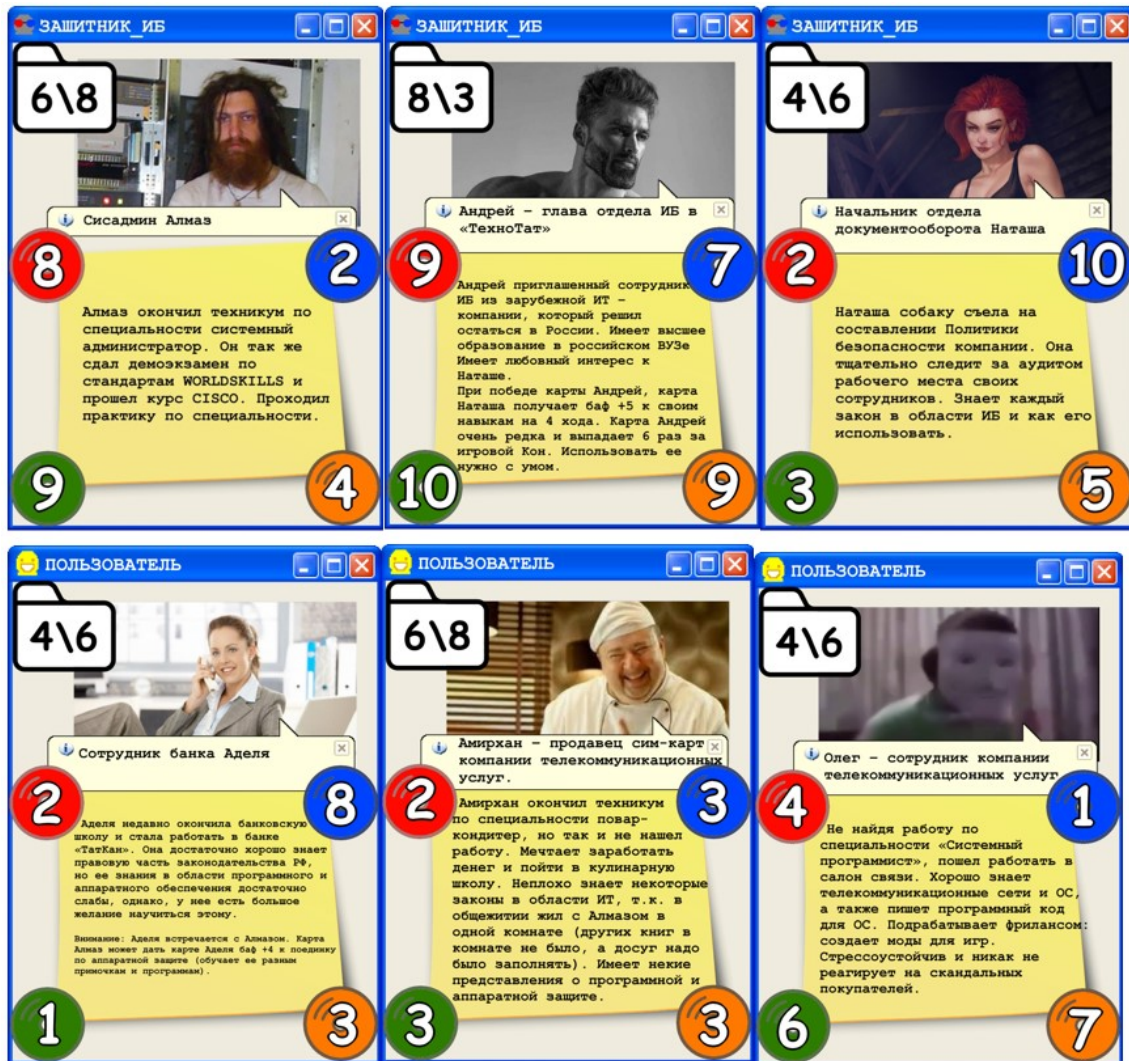 ЗАШИТНИК_ИБ
6\8
Сисадмин Алмаз
8
2
Алмаз окончил техникум по
специальности системный
администратор. Он так же
сдал демоэкзамен по
стандартам WORLDSKILLS и
прошел курс CISCO. Проходил
практику по специальности.
9
4
ЗАШИТНИК_ИБ
8\3
Андрей – глава отдела ИБ в
«ТехноТат»
9
7
Андрей приглашенный сотрудник
ИБ из зарубежной ИТ –
компании, который решил
остаться в России. Имеет высшее
образование в российском ВУЗе
Имеет любовный интерес к
Наташе.
При победе карты Андрей, карта
Наташа получает баф +5 к своим
навыкам на 4 хода. Карта Андрей
очень редка и выпадает 6 раз за
игровой Кон. Использовать ее
нужно с умом.
10
9
ЗАШИТНИК_ИБ
4\6
Начальник отдела
документооборота Наташа
2
10
Наташа собаку съела на
составлении Политики
безопасности компании. Она
тщательно следит за аудитом
рабочего места своих
сотрудников. Знает каждый
закон в области ИБ и как его
использовать.
3
5
ПОЛЬЗОВАТЕЛЬ
4\6
Сотрудник банка Аделя
2
8
Аделя недавно окончила банковскую
школу и стала работать в банке
«ТатКан». Она достаточно хорошо знает
правовую часть законодательства РФ,
но ее знания в области программного и
аппаратного обеспечения достаточно
слабы, однако, у нее есть большое
желание научиться этому.
Внимание: Аделя встречается с Алмазом. Карта
Алмаз может дать карте Аделя баф +4 к поединку
по аппаратной защите (обучает ее разным
примочкам и программам).
1
3
ПОЛЬЗОВАТЕЛЬ
6\8
Амирхан – продавец сим-карт
компании телекоммуникационных
услуг.
2
3
Амирхан окончил техникум
по специальности повар-
кондитер, но так и не нашел
работу. Мечтает заработать
денег и пойти в кулинарную
школу. Неплохо знает некоторые
законы в области ИТ, т.к. в
общежитии жил с Алмазом в
одной комнате (других книг в
комнате не было, а досуг надо
было заполнять). Имеет некие
представления о программной и
аппаратной защите.
3
3
ПОЛЬЗОВАТЕЛЬ
4\6
Олег – сотрудник компании
телекоммуникационных услуг
4
1
Не найдя работу по
специальности «Системный
программист», пошел работать в
салон связи. Хорошо знает
телекоммуникационные сети и ОС,
а также пишет программный код
для ОС. Подрабатывает фрилансом:
создает моды для игр.
Стрессоустойчив и никак не
реагирует на скандальных
покупателей.
6
7